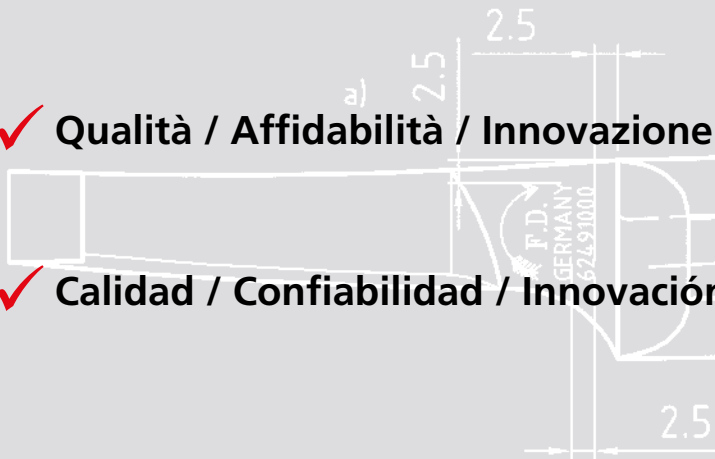 2.5
2.5
a)
Qualità / Affidabilità / Innovazione
F.D.
GERMANY
62491000
Calidad / Confiabilidad / Innovación
2.5